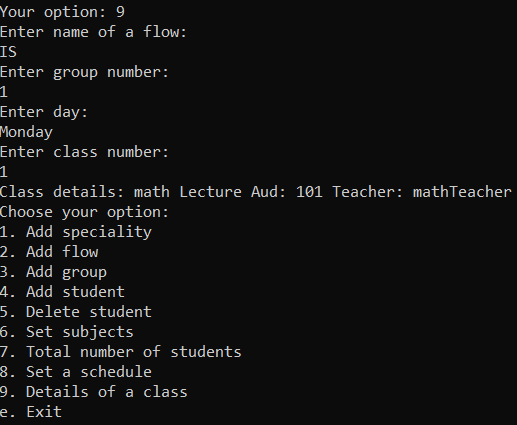 Your option: 9
Enter name of a flow:
IS
Enter group number:
1
Enter day:
Monday
Enter class number:
1
Class details: math Lecture Aud: 101 Teacher: mathTeacher
Choose your option:
1. Add speciality
2. Add flow
3. Add group
4. Add student
5. Delete student
6. Set subjects
7. Total number of students
8. Set a schedule
9. Details of a class
e. Exit